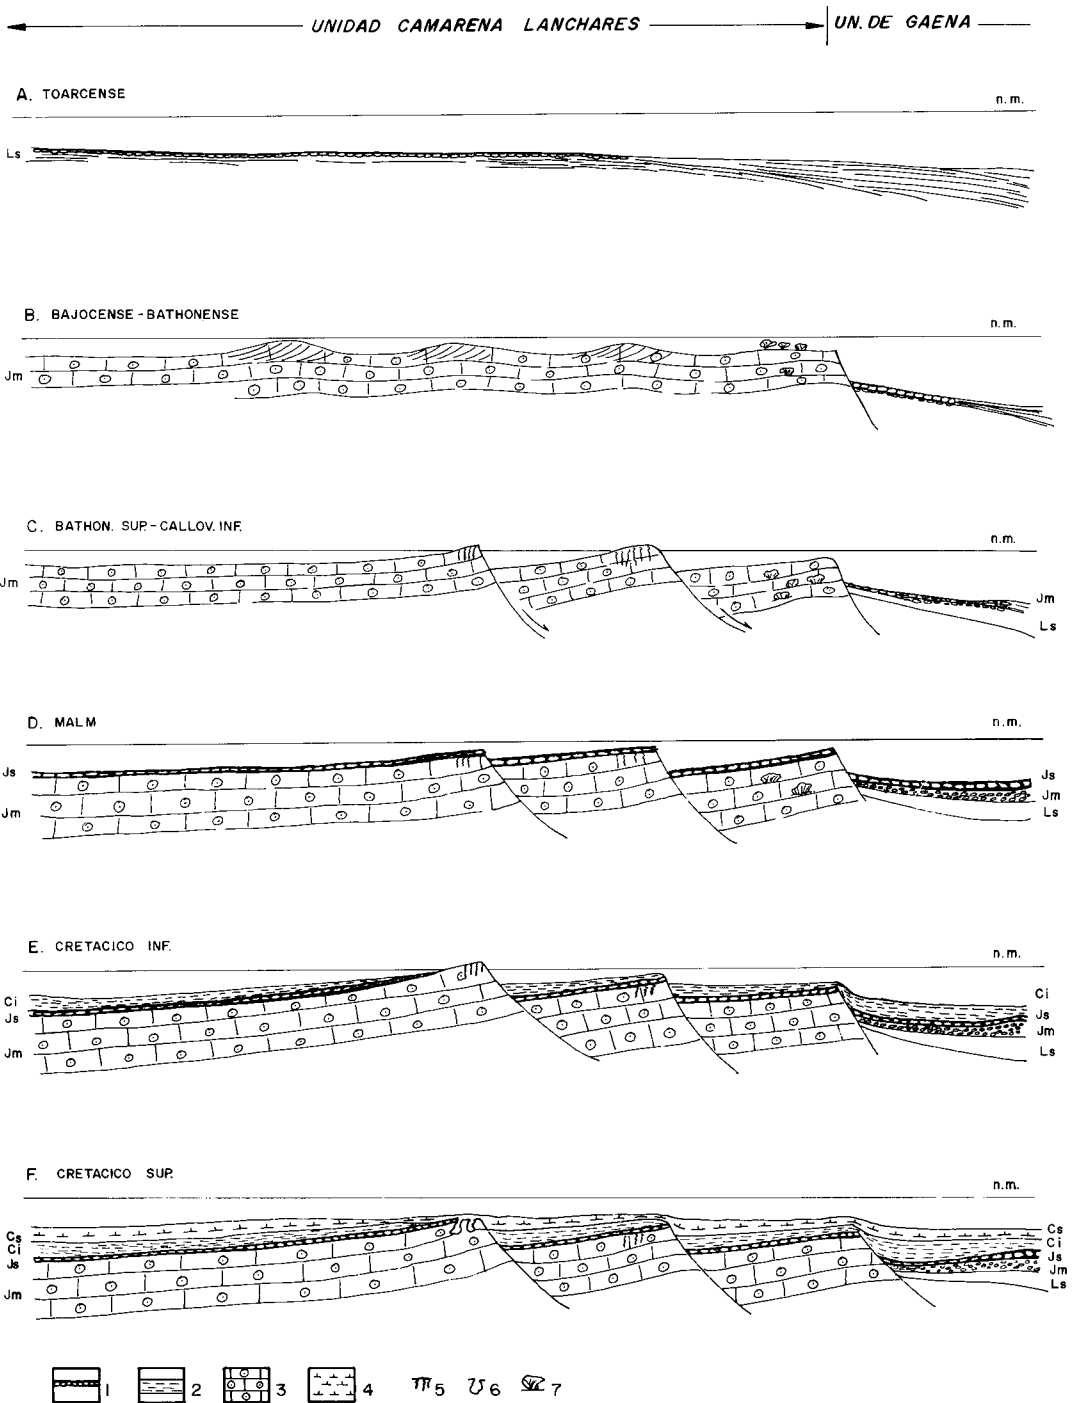 UNIDAD CAMARENA LANCHARES UN. DE GAENA
A. TOARCENSE
n.m.
Ls
B. BAJOCENSE - BATHONENSE
n.m.
Jm
C. BATHON. SUP. - CALLOV. INF.
n.m.
Jm
Jm
Ls
D. MALM
n.m.
Js
Js
Jm
Jm
Ls
E. CRETACICO INF.
n.m.
Ci
Ci
Js
Js
Jm
Jm
Ls
F. CRETACICO SUP.
n.m.
Cs
Cs
Ci
Ci
Js
Js
Jm
Jm
Ls
1 2 3 4 5 6 7